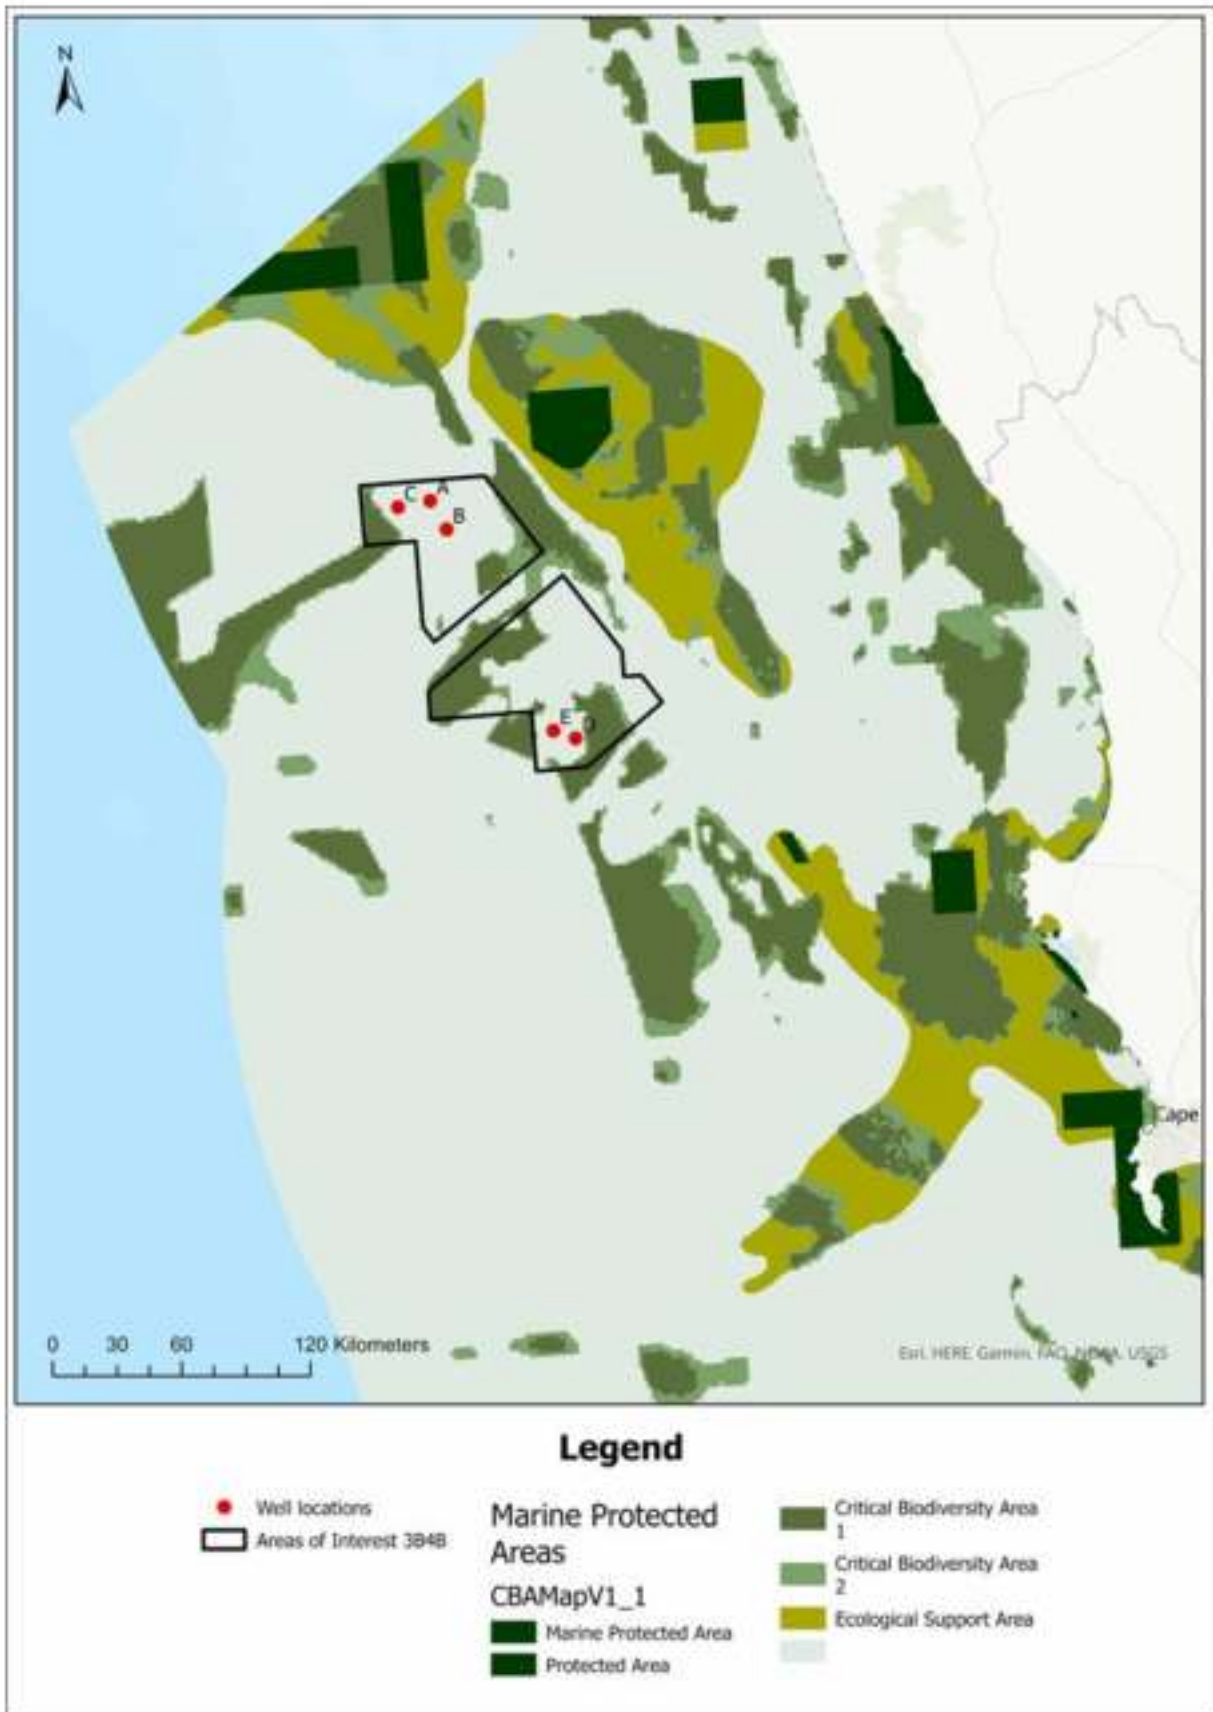 N
C A
B
E D
Cape
0 30 60 120 Kilometers
Esri, HERE, Garmin, FAO, NOAA, USGS
Legend
Well locations
Areas of Interest 3B4B
Marine Protected
Areas
CBAMapV1_1
Marine Protected Area
Protected Area
Critical Biodiversity Area
1
Critical Biodiversity Area
2
Ecological Support Area